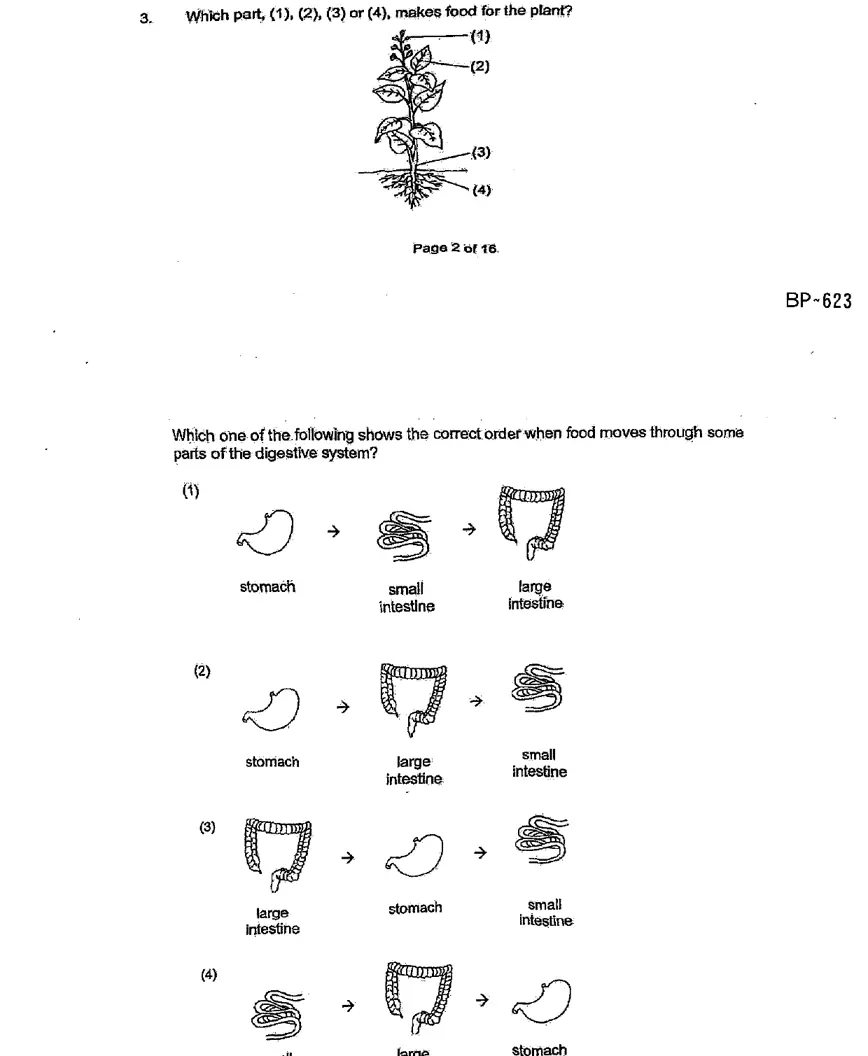 3. Which part, (1), (2), (3) or (4), makes food for the plant?
(1)
(2)
(3)
(4)
Page 2 of 16
BP~623
Which one of the following shows the correct order when food moves through some
parts of the digestive system?
(1)
→ →
stomach small large
intestine intestine
(2)
→ →
stomach large small
intestine intestine
(3)
→ →
large stomach small
intestine intestine
(4)
→ →
large stomach